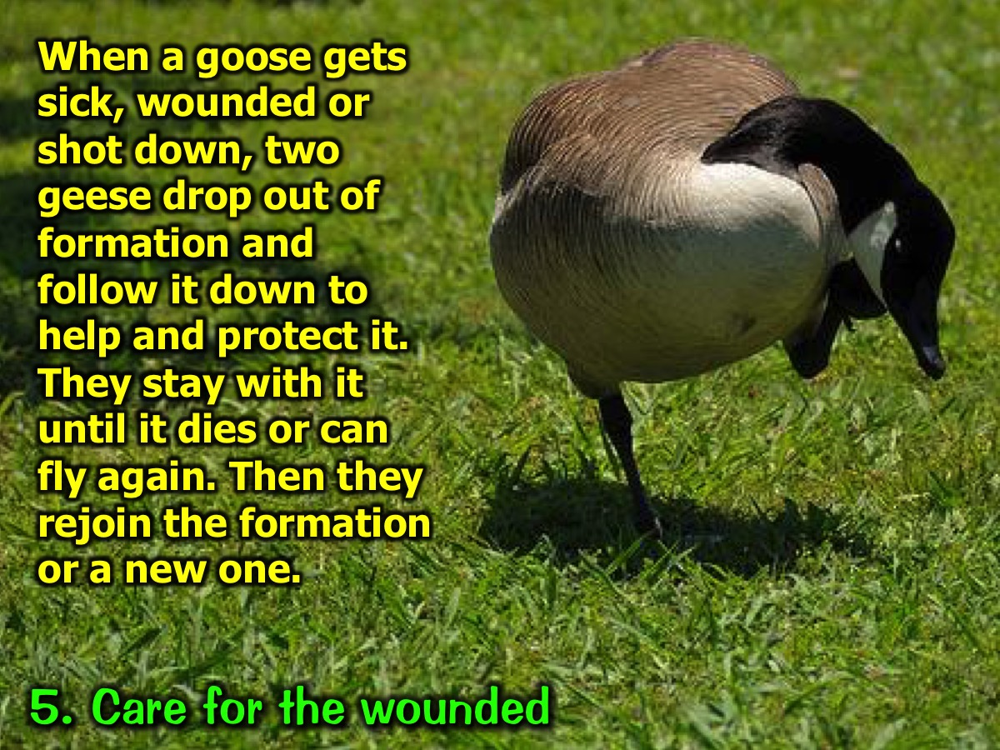 When a goose gets
sick, wounded or
shot down, two
geese drop out of
formation and
follow it down to
help and protect it.
They stay with it
until it dies or can
fly again. Then they
rejoin the formation
or a new one.
5. Care for the wounded